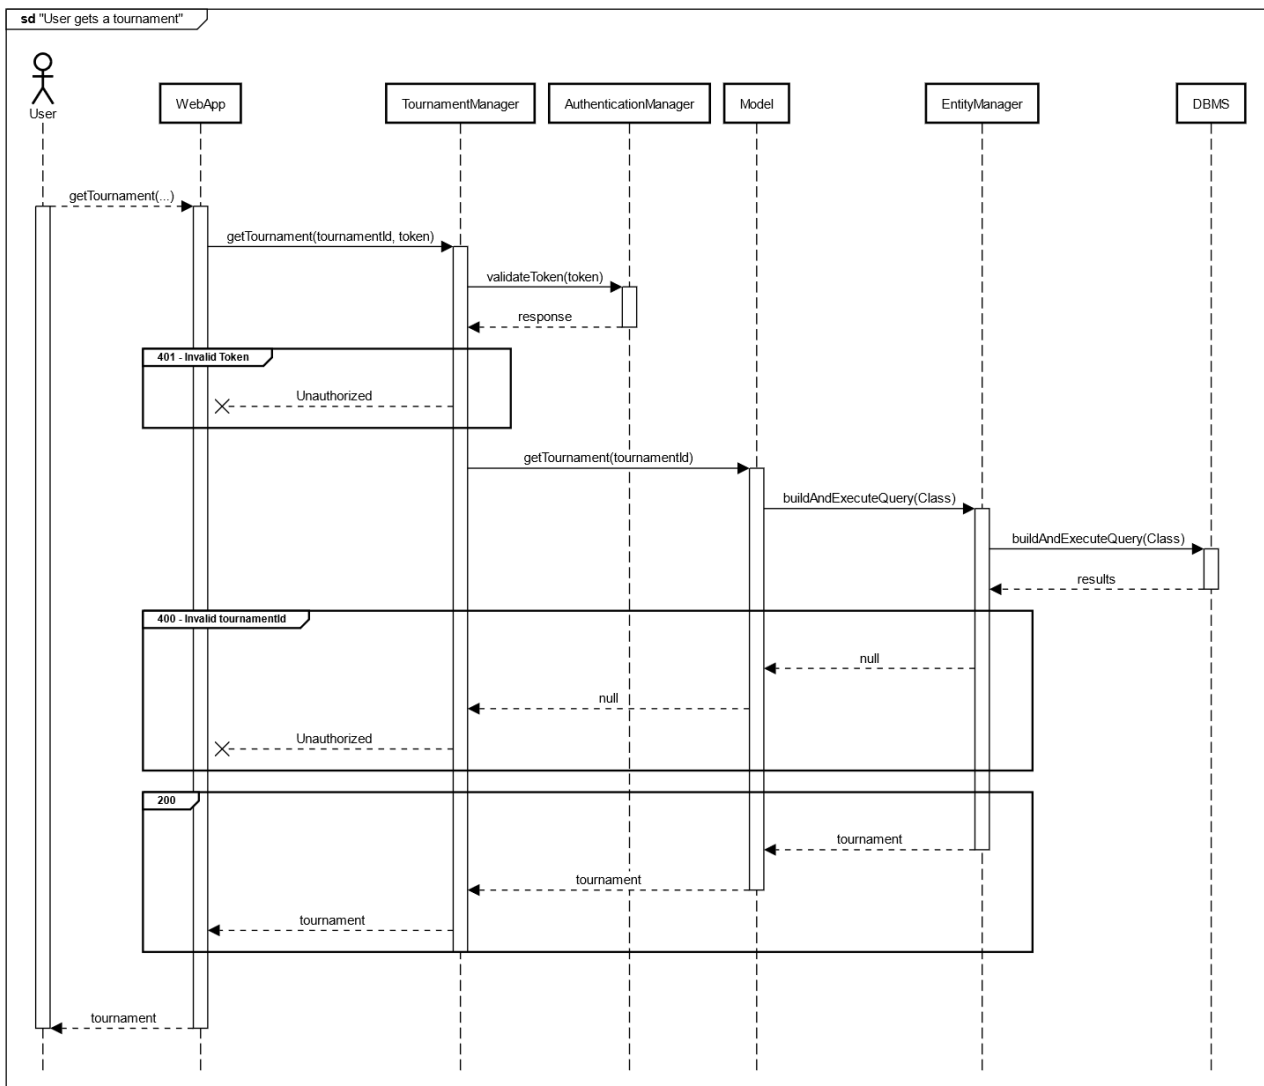 sd "User gets a tournament"
User
WebApp
TournamentManager
AuthenticationManager
Model
EntityManager
DBMS
getTournament(...)
getTournament(tournamentId, token)
validateToken(token)
response
401 - Invalid Token
Unauthorized
getTournament(tournamentId)
buildAndExecuteQuery(Class)
buildAndExecuteQuery(Class)
results
400 - Invalid tournamentId
null
null
Unauthorized
200
tournament
tournament
tournament
tournament